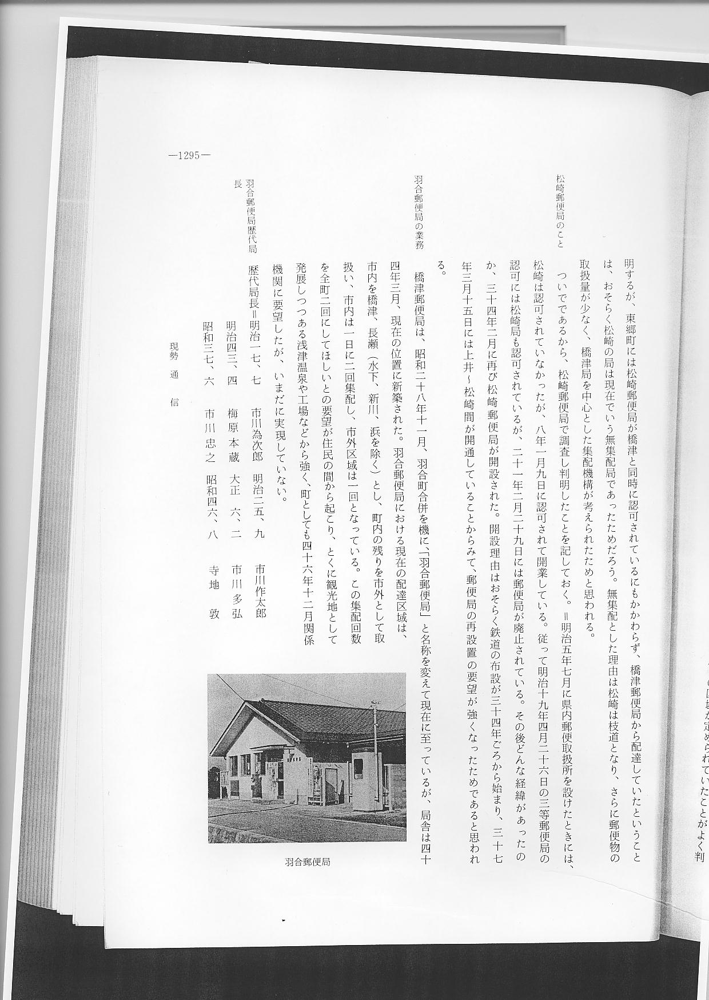 の区域が定められていたことがよく判
明するが、東郷町には松崎郵便局が橋津と同時に認可されているにもかかわらず、橋津郵便局から配達していたということ
は、おそらく松崎の局は現在でいう無集配局であったためだろう。無集配とした理由は松崎は枝道となり、さらに郵便物の
取扱量が少なく、橋津局を中心とした集配機構が考えられたためと思われる。
松崎郵便局のこと
ついでであるから、松崎郵便局で調査し判明したことを記しておく。＝明治五年七月に県内郵便取扱所を設けたときには、
松崎は認可されていなかったが、八年一月九日に認可されて開業している。従って明治十九年四月二十六日の三等郵便局の
認可には松崎局も認可されているが、二十一年二月二十九日には郵便局が廃止されている。その後どんな経緯があったの
か、三十四年二月に再び松崎郵便局が開設された。開設理由はおそらく鉄道の布設が三十四年ごろから始まり、三十七
年三月十五日には上井～松崎間が開通していることからみて、郵便局の再設置の要望が強くなったためであると思われ
る。
羽合郵便局の業務
橋津郵便局は、昭和二十八年十一月、羽合町合併を機に、「羽合郵便局」と名称を変えて現在に至っているが、局舎は四十
四年三月、現在の位置に新築された。羽合郵便局における現在の配達区域は、
市内を橋津、長瀬（水下、新川、浜を除く）とし、町内の残りを市外として取
扱い、市内は一日に二回集配し、市外区域は一回となっている。この集配回数
を全町二回にしてほしいとの要望が住民の間から起こり、とくに観光地として
発展しつつある浅津温泉や工場などから強く、町としても四十六年十二月関係
機関に要望したが、いまだに実現していない。
羽合郵便局歴代局
長
歴代局長＝明治一七、七　市川為次郎　明治二五、九　市川作太郎
明治四三、四　梅原本蔵　大正六、二　市川多弘
昭和三七、六　市川忠之　昭和四六、八　寺地敦
羽合郵便局
現勢　通　信
―1295―